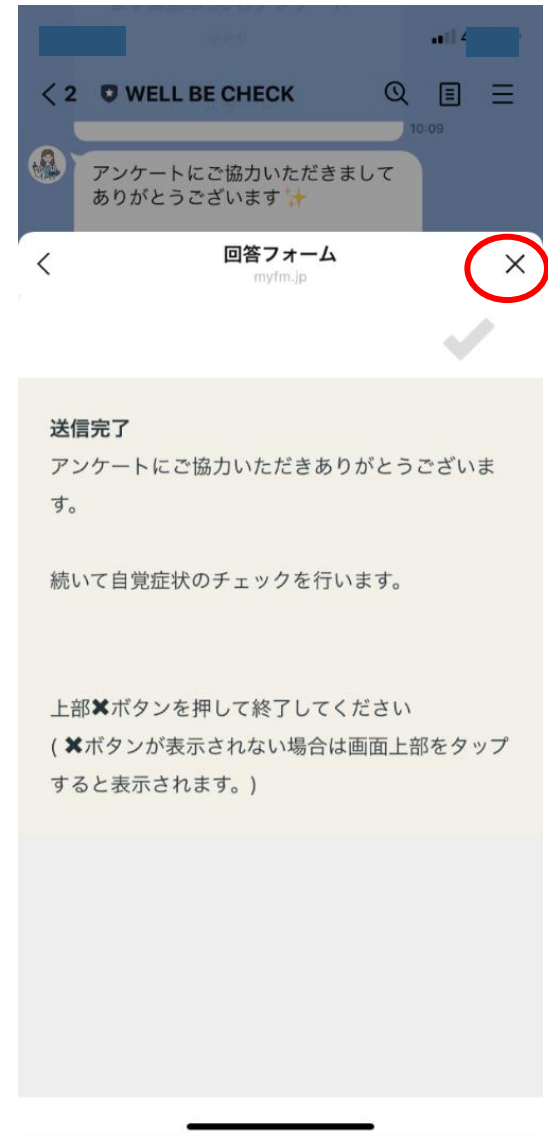 2 WELL BE CHECK
10:09
アンケートにご協力いただきまして
ありがとうございます✨
回答フォーム
myfm.jp
送信完了
アンケートにご協力いただきありがとうございま
す。
続いて自覚症状のチェックを行います。
上部✖ボタンを押して終了してください
( ✖ボタンが表示されない場合は画面上部をタップ
すると表示されます。)